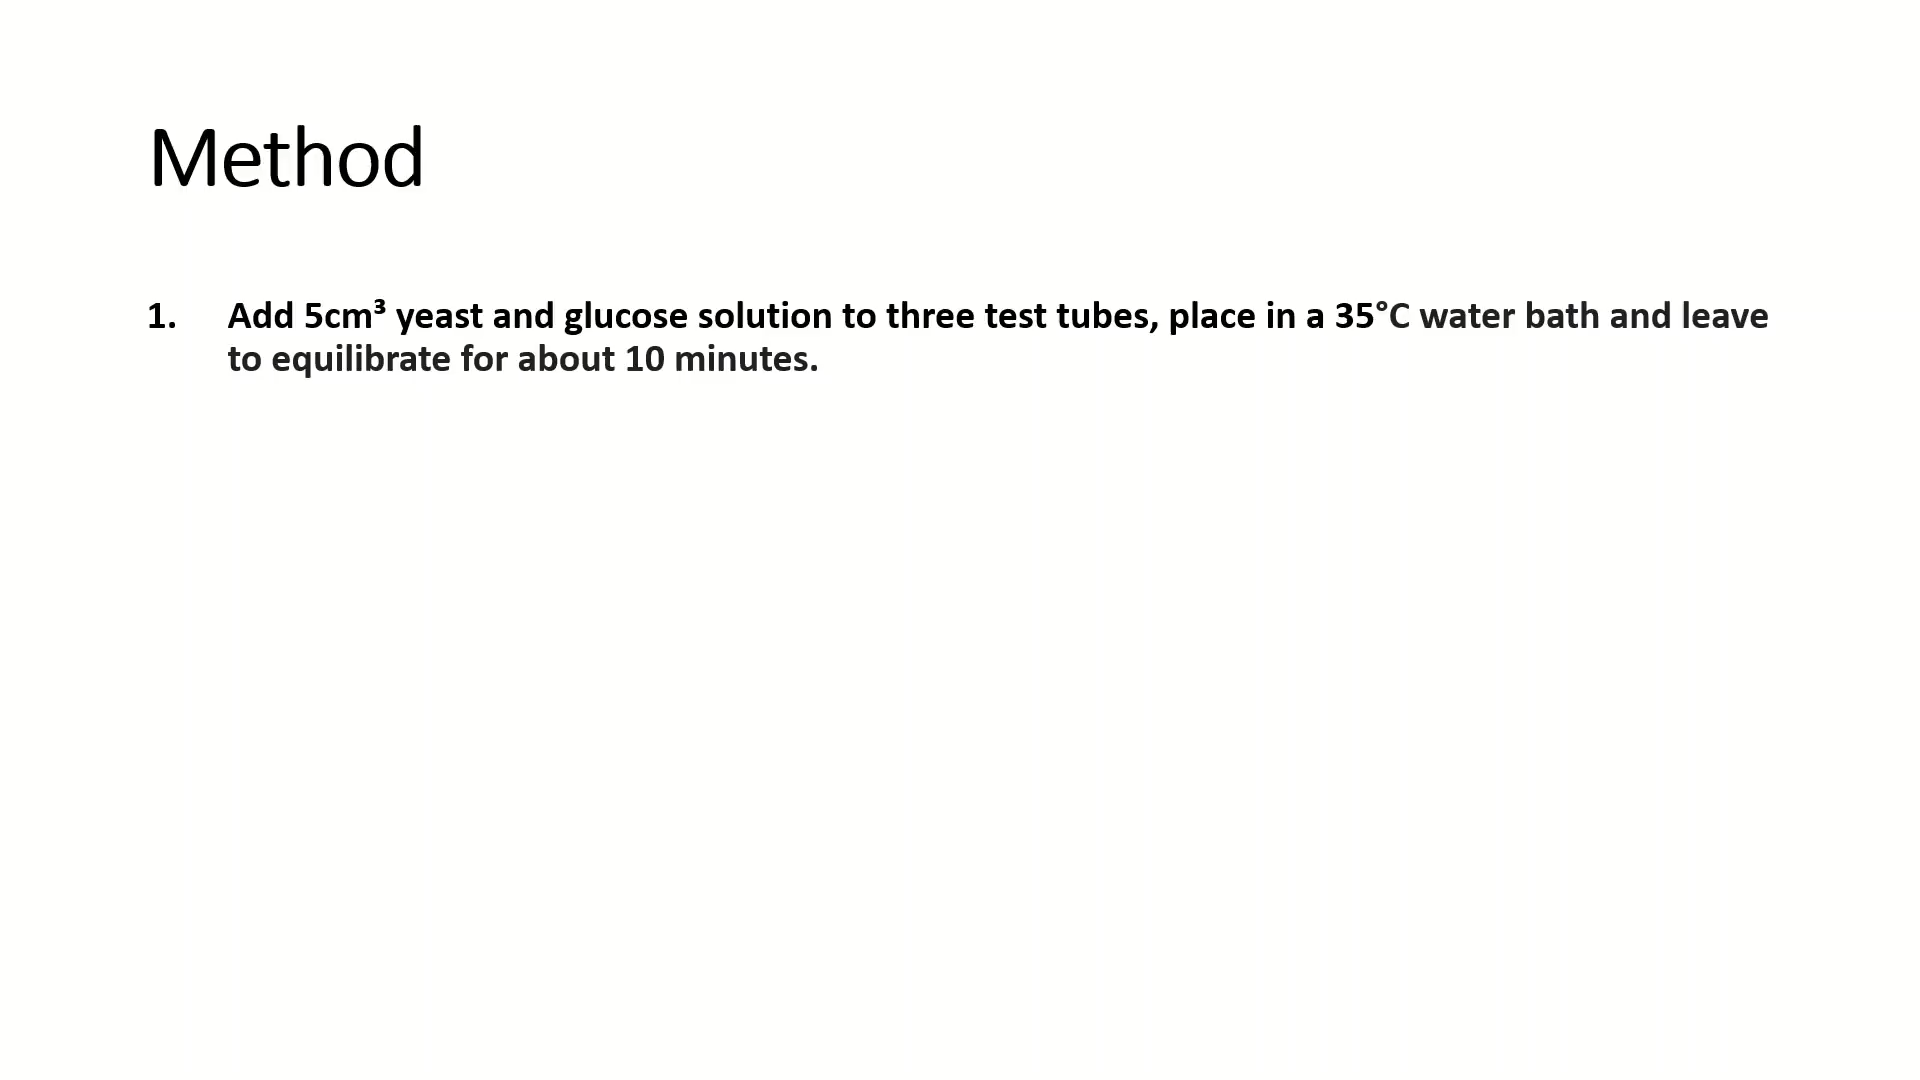 Method
1. Add 5cm³ yeast and glucose solution to three test tubes, place in a 35°C water bath and leave
to equilibrate for about 10 minutes.